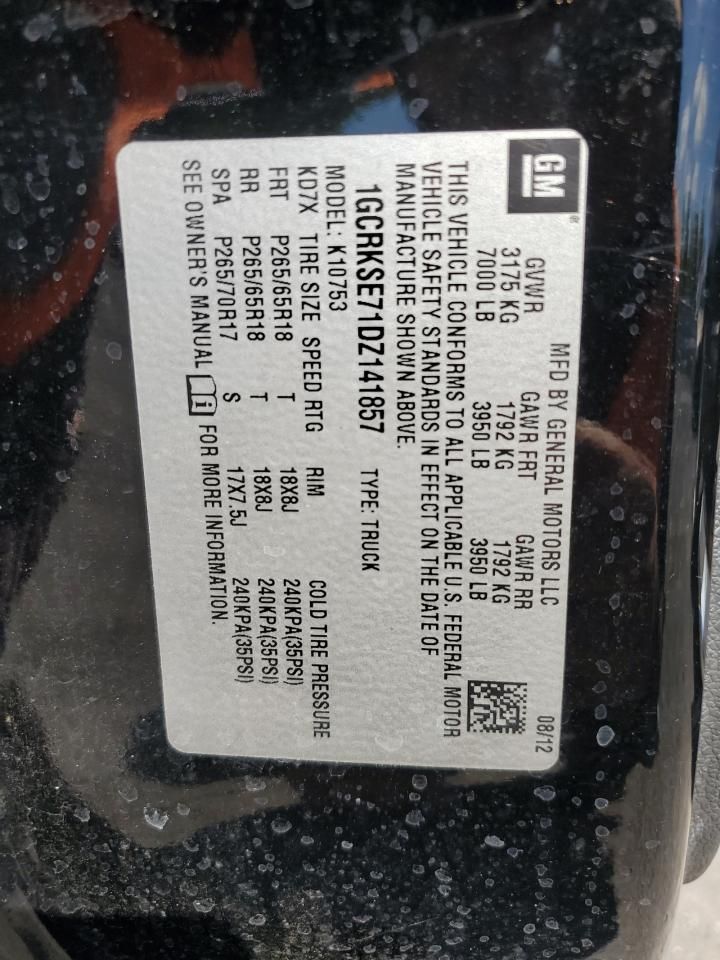 GM ®
MFD BY GENERAL MOTORS LLC 08/12
GVWR GAWR FRT GAWR RR
3175 KG 1792 KG 1792 KG
7000 LB 3950 LB 3950 LB
THIS VEHICLE CONFORMS TO ALL APPLICABLE U.S. FEDERAL MOTOR
VEHICLE SAFETY STANDARDS IN EFFECT ON THE DATE OF
MANUFACTURE SHOWN ABOVE.
1GCRKSE71DZ141857 TYPE: TRUCK
MODEL: K10753
KD7X TIRE SIZE SPEED RTG RIM COLD TIRE PRESSURE
FRT P265/65R18 T 18X8J 240KPA(35PSI)
RR P265/65R18 T 18X8J 240KPA(35PSI)
SPA P265/70R17 S 17X7.5J 240KPA(35PSI)
SEE OWNER'S MANUAL i FOR MORE INFORMATION.